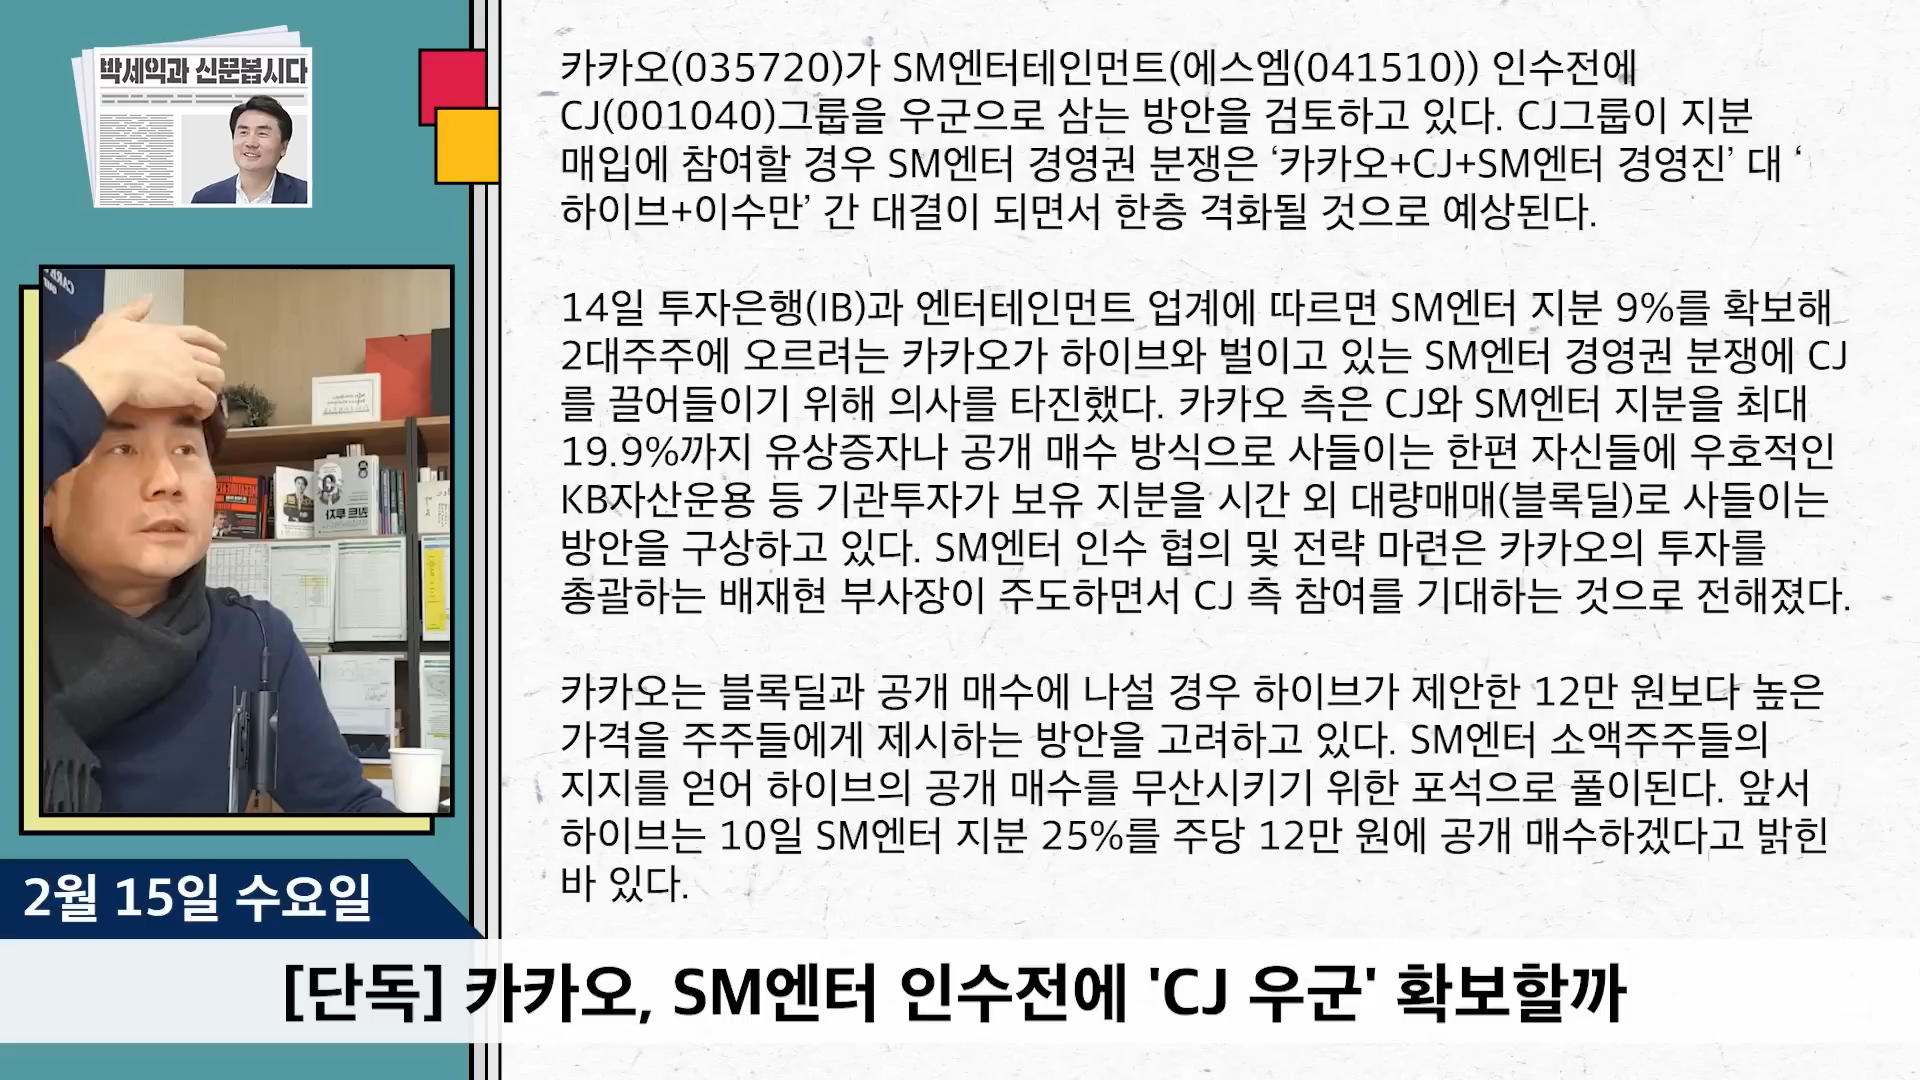 박세익과 신문봅시다
카카오(035720)가 SM엔터테인먼트(에스엠(041510)) 인수전에
CJ(001040)그룹을 우군으로 삼는 방안을 검토하고 있다. CJ그룹이 지분
매입에 참여할 경우 SM엔터 경영권 분쟁은 ‘카카오+CJ+SM엔터 경영진’ 대 ‘
하이브+이수만’ 간 대결이 되면서 한층 격화될 것으로 예상된다.
14일 투자은행(IB)과 엔터테인먼트 업계에 따르면 SM엔터 지분 9%를 확보해
2대주주에 오르려는 카카오가 하이브와 벌이고 있는 SM엔터 경영권 분쟁에 CJ
를 끌어들이기 위해 의사를 타진했다. 카카오 측은 CJ와 SM엔터 지분을 최대
19.9%까지 유상증자나 공개 매수 방식으로 사들이는 한편 자신들에 우호적인
KB자산운용 등 기관투자가 보유 지분을 시간 외 대량매매(블록딜)로 사들이는
방안을 구상하고 있다. SM엔터 인수 협의 및 전략 마련은 카카오의 투자를
총괄하는 배재현 부사장이 주도하면서 CJ 측 참여를 기대하는 것으로 전해졌다.
카카오는 블록딜과 공개 매수에 나설 경우 하이브가 제안한 12만 원보다 높은
가격을 주주들에게 제시하는 방안을 고려하고 있다. SM엔터 소액주주들의
지지를 얻어 하이브의 공개 매수를 무산시키기 위한 포석으로 풀이된다. 앞서
하이브는 10일 SM엔터 지분 25%를 주당 12만 원에 공개 매수하겠다고 밝힌
바 있다.
2월 15일 수요일
[단독] 카카오, SM엔터 인수전에 'CJ 우군' 확보할까